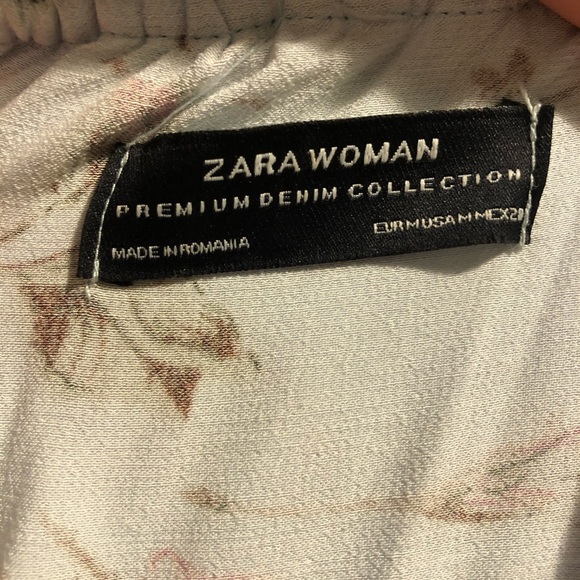 ZARA WOMAN
PREMIUM DENIM COLLECTION
MADE IN ROMANIA
EUR M USA M MEX 28